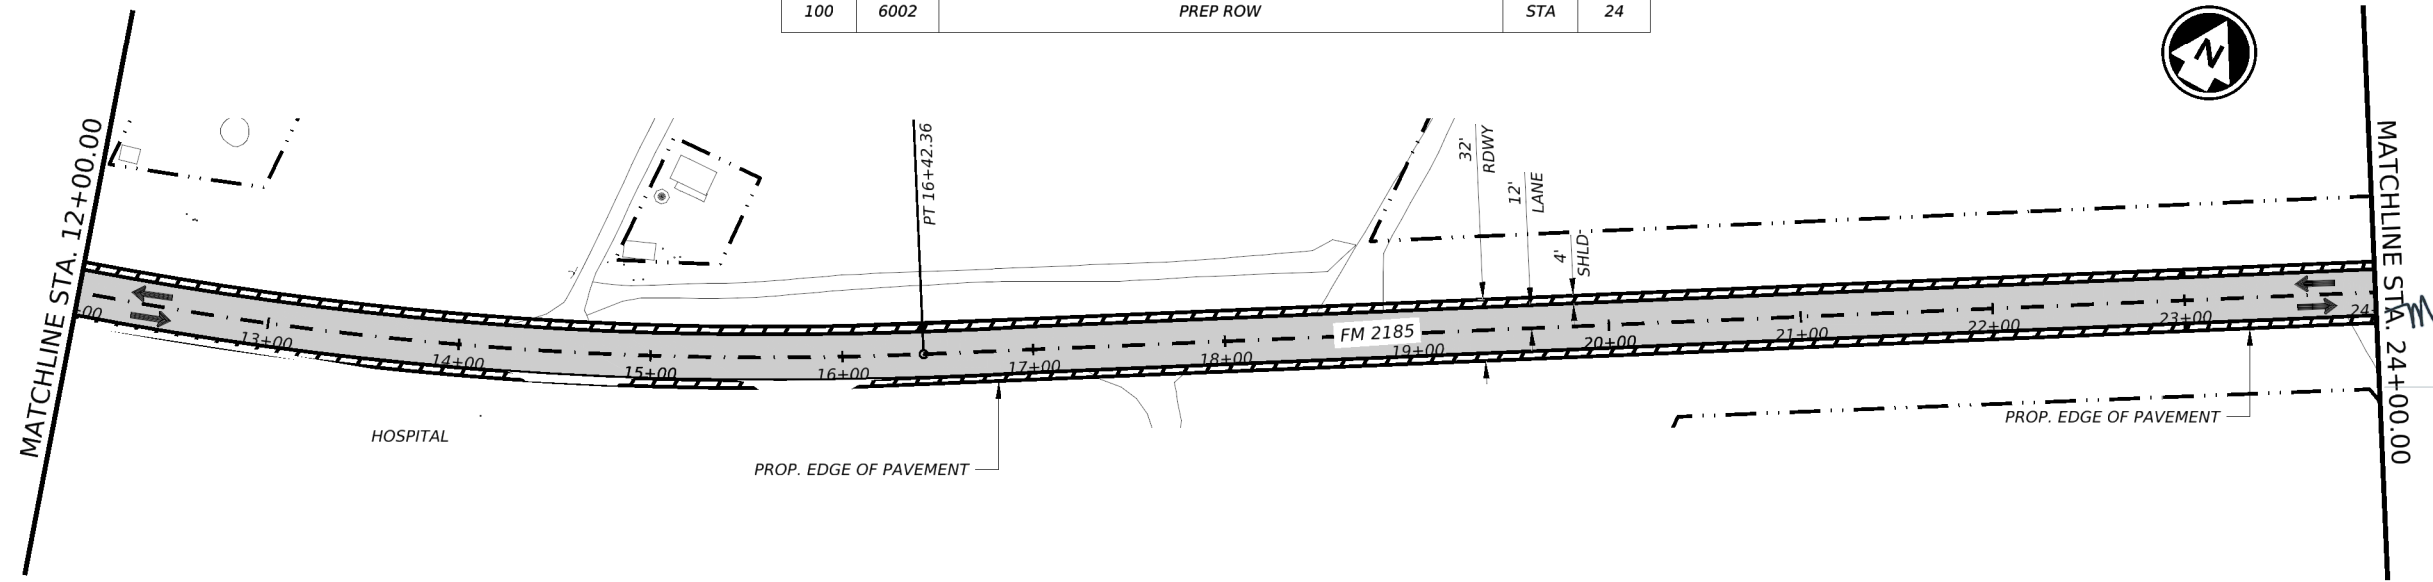 100 6002 PREP ROW STA 24
N
MATCHLINE STA. 12+00.00
PT 16+42.36
32' RDWY
12' LANE
4' SHLD
MATCHLINE STA. 24+00.00
FM 2185
13+00
14+00
15+00
16+00
17+00
18+00
19+00
20+00
21+00
22+00
23+00
HOSPITAL
PROP. EDGE OF PAVEMENT
PROP. EDGE OF PAVEMENT